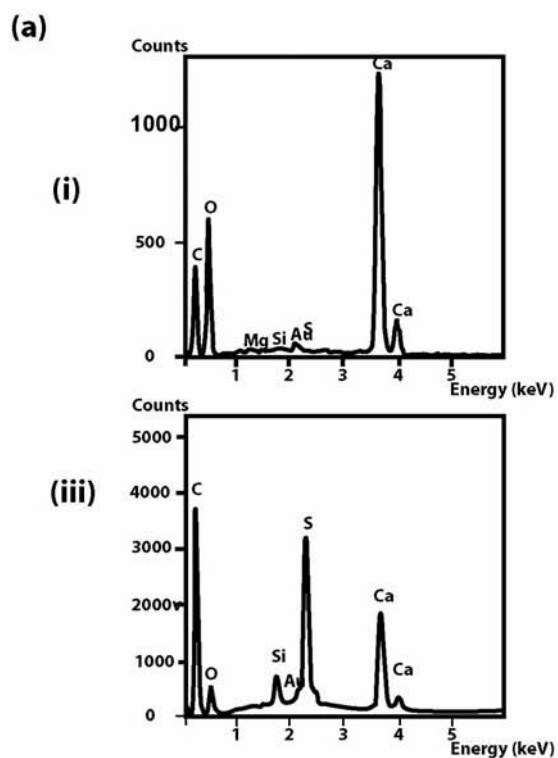 (a)
Counts
Ca
1000
(i)
O
500
C
Ca
Mg Si Au S
0
1 2 3 4 5
Energy (keV)
Counts
5000
(iii)
C
4000
S
3000
Ca
2000
Si
Ca
1000
O
Au
0
1 2 3 4 5
Energy (keV)